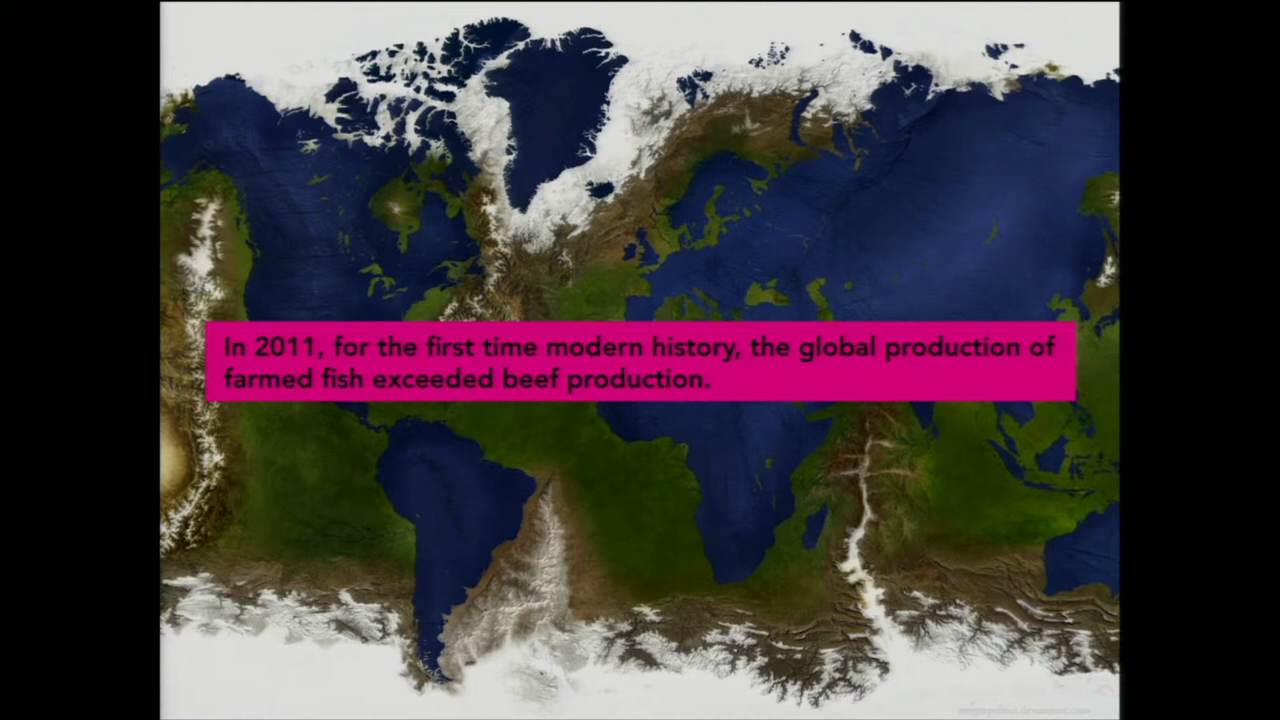 In 2011, for the first time modern history, the global production of
farmed fish exceeded beef production.